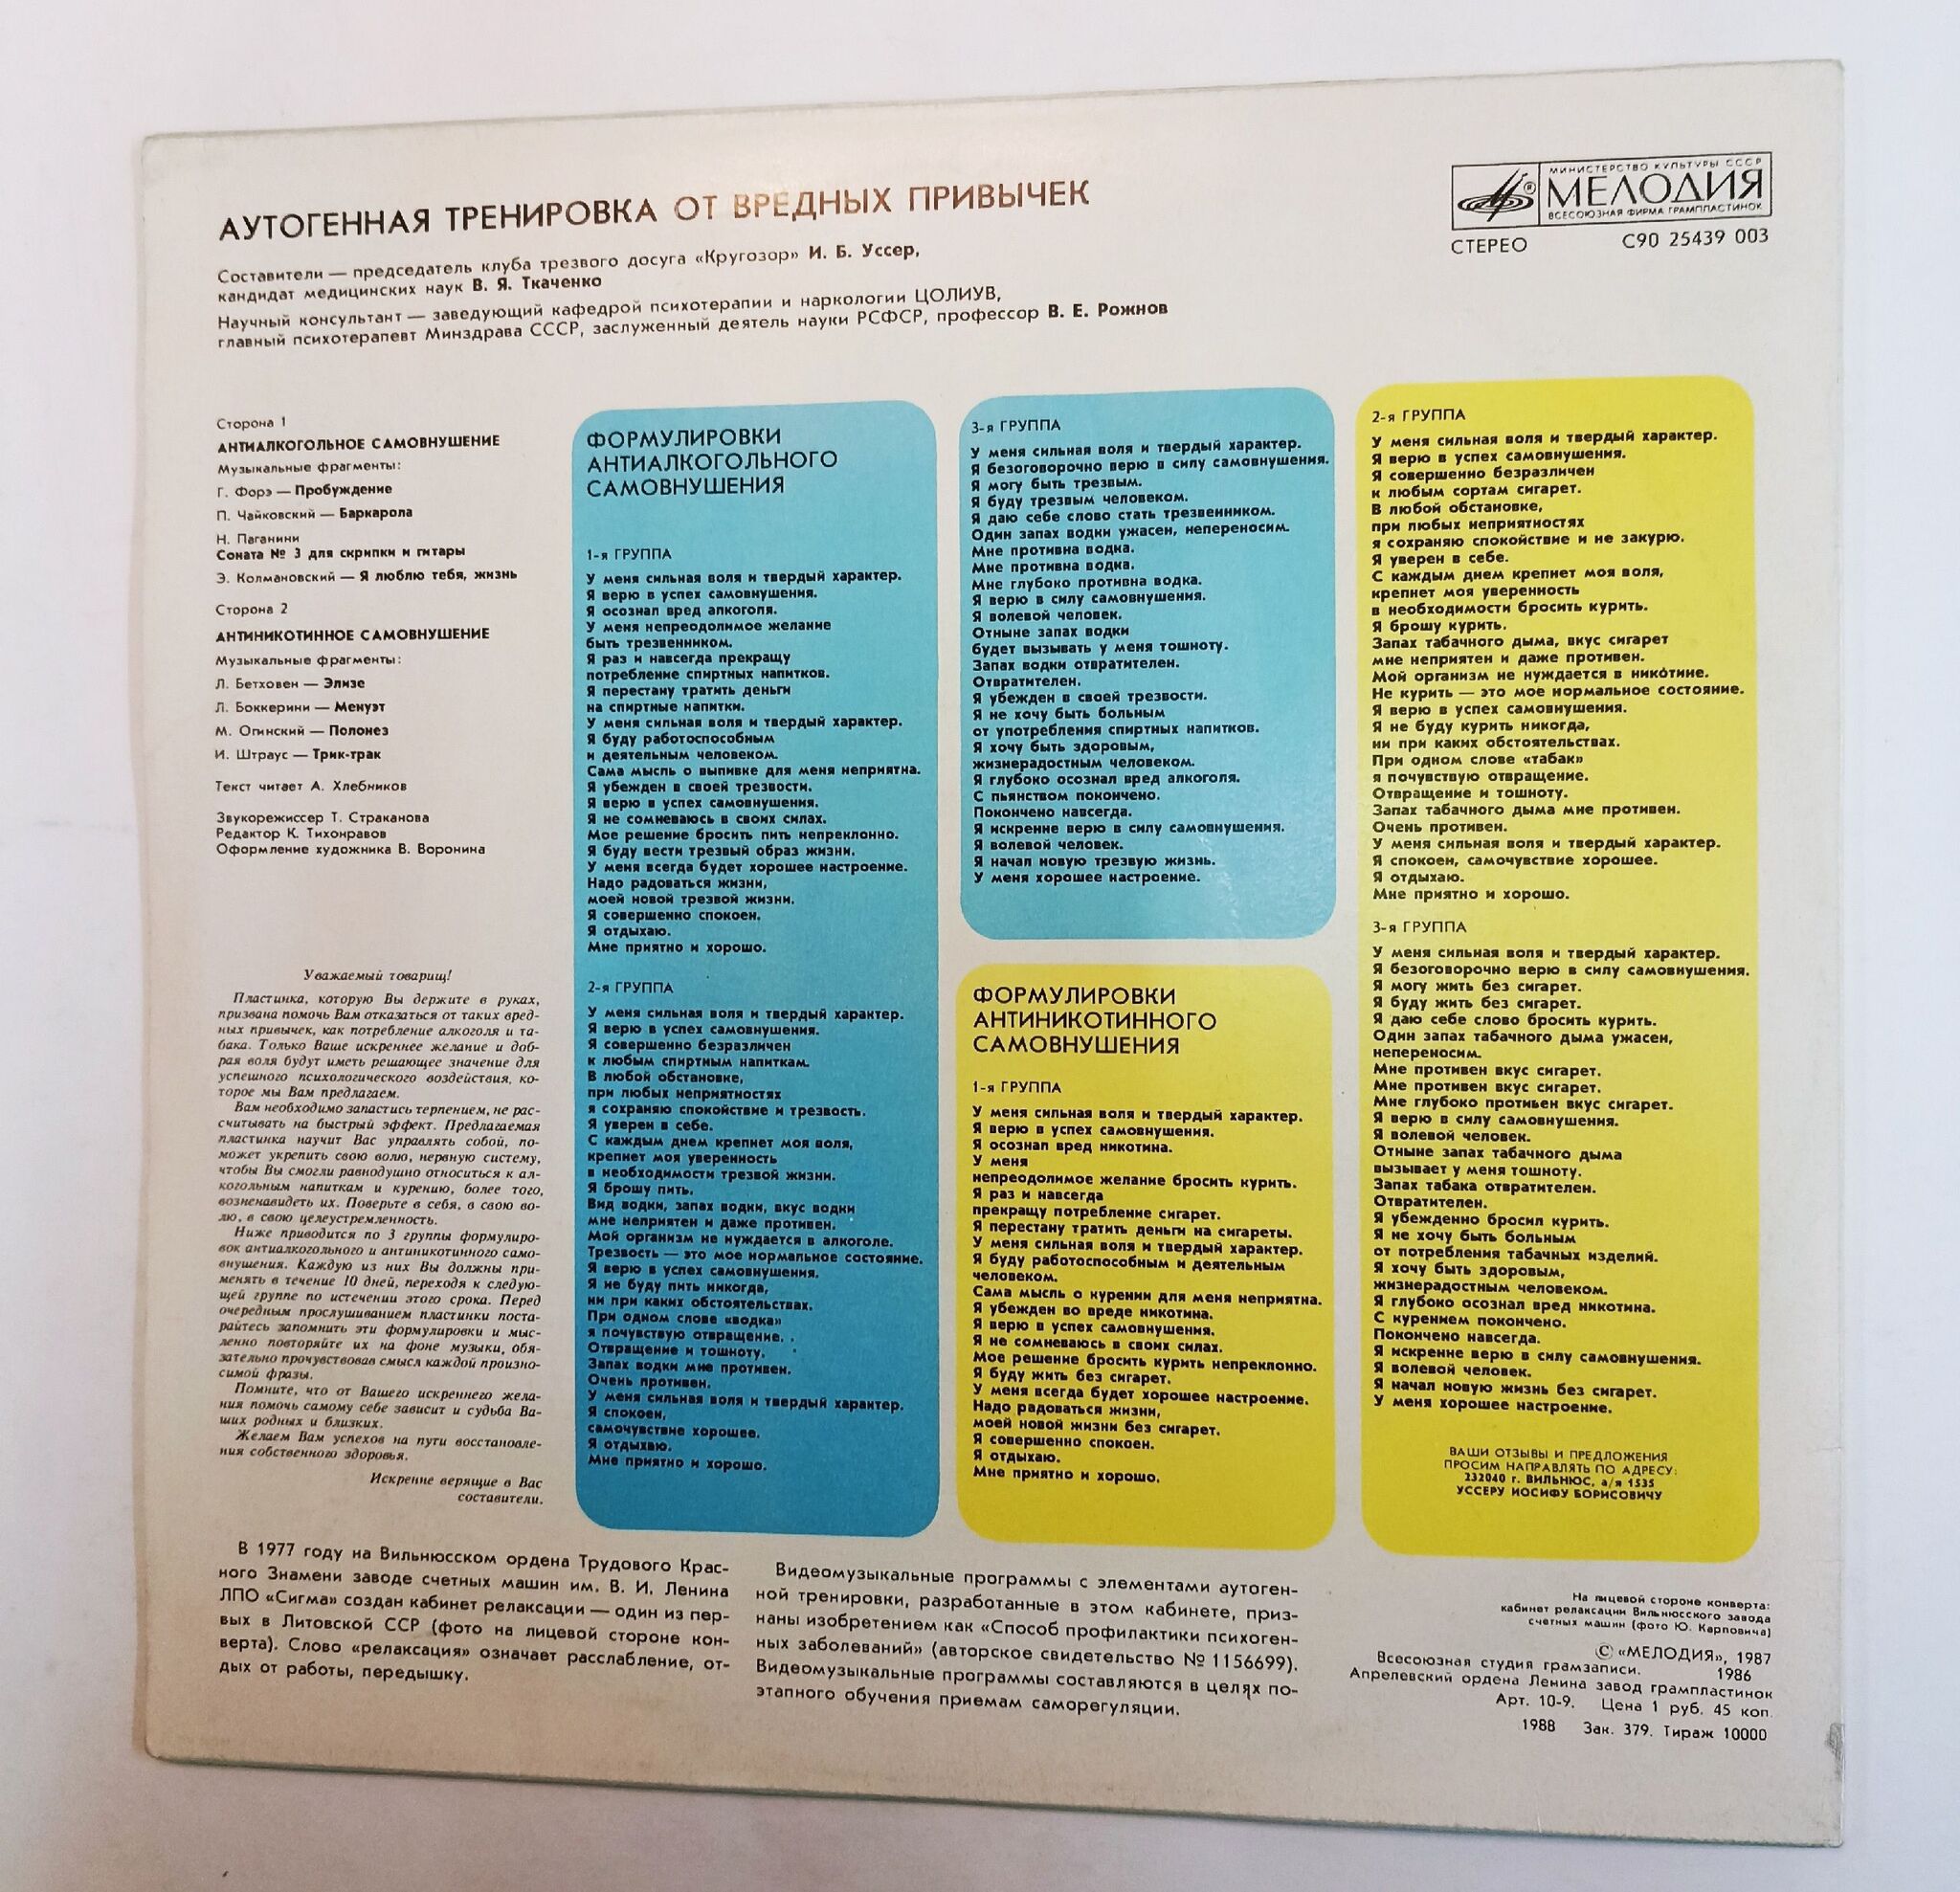 АУТОГЕННАЯ ТРЕНИРОВКА ОТ ВРЕДНЫХ ПРИВЫЧЕК
Составители — председатель клуба трезвого досуга «Кругозор» И. Б. Уссер,
кандидат медицинских наук В. Я. Ткаченко
Научный консультант — заведующий кафедрой психотерапии и наркологии ЦОЛИУВ,
главный психотерапевт Минздрава СССР, заслуженный деятель науки РСФСР, профессор В. Е. Рожнов
МИНИСТЕРСТВО КУЛЬТУРЫ СССР
МЕЛОДИЯ
ВСЕСОЮЗНАЯ ФИРМА ГРАМПЛАСТИНОК
СТЕРЕО С90 25439 003
Сторона 1
АНТИАЛКОГОЛЬНОЕ САМОВНУШЕНИЕ
Музыкальные фрагменты:
Г. Форэ — Пробуждение
П. Чайковский — Баркарола
Н. Паганини
Соната № 3 для скрипки и гитары
Э. Колмановский — Я люблю тебя, жизнь
Сторона 2
АНТИНИКОТИННОЕ САМОВНУШЕНИЕ
Музыкальные фрагменты:
Л. Бетховен — Элизе
Л. Боккерини — Менуэт
М. Огинский — Полонез
И. Штраус — Трик-трак
Текст читает А. Хлебников
Звукорежиссер Т. Страканова
Редактор К. Тихонравов
Оформление художника В. Воронина
Уважаемый товарищ!
Пластинка, которую Вы держите в руках,
призвана помочь Вам отказаться от таких вред-
ных привычек, как потребление алкоголя и та-
бака. Только Ваше искреннее желание и доб-
рая воля будут иметь решающее значение для
успешного психологического воздействия, ко-
торое мы Вам предлагаем.
Вам необходимо запастись терпением, не рас-
считывать на быстрый эффект. Предлагаемая
пластинка научит Вас управлять собой, по-
может укрепить свою волю, нервную систему,
чтобы Вы смогли равнодушно относиться к ал-
когольным напиткам и курению, более того,
возненавидеть их. Поверьте в себя, в свою во-
лю, в свою целеустремленность.
Ниже приводится по 3 группы формулиро-
вок антиалкогольного и антиникотинного само-
внушения. Каждую из них Вы должны при-
менять в течение 10 дней, переходя к следую-
щей группе по истечении этого срока. Перед
очередным прослушиванием пластинки поста-
райтесь запомнить эти формулировки и мыс-
ленно повторяйте их на фоне музыки, обя-
зательно прочувствовав смысл каждой произно-
симой фразы.
Помните, что от Вашего искреннего жела-
ния помочь самому себе зависит и судьба Ва-
ших родных и близких.
Желаем Вам успехов на пути восстановле-
ния собственного здоровья.
Искренне верящие в Вас
составители.
ФОРМУЛИРОВКИ
АНТИАЛКОГОЛЬНОГО
САМОВНУШЕНИЯ
1-я ГРУППА
У меня сильная воля и твердый характер.
Я верю в успех самовнушения.
Я осознал вред алкоголя.
У меня непреодолимое желание
быть трезвенником.
Я раз и навсегда прекращу
потребление спиртных напитков.
Я перестану тратить деньги
на спиртные напитки.
У меня сильная воля и твердый характер.
Я буду работоспособным
и деятельным человеком.
Сама мысль о выпивке для меня неприятна.
Я убежден в своей трезвости.
Я верю в успех самовнушения.
Я не сомневаюсь в своих силах.
Мое решение бросить пить непреклонно.
Я буду вести трезвый образ жизни.
У меня всегда будет хорошее настроение.
Надо радоваться жизни,
моей новой трезвой жизни.
Я совершенно спокоен.
Я отдыхаю.
Мне приятно и хорошо.
2-я ГРУППА
У меня сильная воля и твердый характер.
Я верю в успех самовнушения.
Я совершенно безразличен
к любым спиртным напиткам.
В любой обстановке,
при любых неприятностях
я сохраняю спокойствие и трезвость.
Я уверен в себе.
С каждым днем крепнет моя воля,
крепнет моя уверенность
в необходимости трезвой жизни.
Я брошу пить.
Вид водки, запах водки, вкус водки
мне неприятен и даже противен.
Мой организм не нуждается в алкоголе.
Трезвость — это мое нормальное состояние.
Я верю в успех самовнушения.
Я не буду пить никогда,
ни при каких обстоятельствах.
При одном слове «водка»
я почувствую отвращение.
Отвращение и тошноту.
Запах водки мне противен.
Очень противен.
У меня сильная воля и твердый характер.
Я спокоен,
самочувствие хорошее.
Я отдыхаю.
Мне приятно и хорошо.
3-я ГРУППА
У меня сильная воля и твердый характер.
Я безоговорочно верю в силу самовнушения.
Я могу быть трезвым.
Я буду трезвым человеком.
Я даю себе слово стать трезвенником.
Один запах водки ужасен, непереносим.
Мне противна водка.
Мне противна водка.
Мне глубоко противна водка.
Я верю в силу самовнушения.
Я волевой человек.
Отныне запах водки
будет вызывать у меня тошноту.
Запах водки отвратителен.
Отвратителен.
Я убежден в своей трезвости.
Я не хочу быть больным
от употребления спиртных напитков.
Я хочу быть здоровым,
жизнерадостным человеком.
Я глубоко осознал вред алкоголя.
С пьянством покончено.
Покончено навсегда.
Я искренне верю в силу самовнушения.
Я волевой человек.
Я начал новую трезвую жизнь.
У меня хорошее настроение.
ФОРМУЛИРОВКИ
АНТИНИКОТИННОГО
САМОВНУШЕНИЯ
1-я ГРУППА
У меня сильная воля и твердый характер.
Я верю в успех самовнушения.
Я осознал вред никотина.
У меня
непреодолимое желание бросить курить.
Я раз и навсегда
прекращу потребление сигарет.
Я перестану тратить деньги на сигареты.
У меня сильная воля и твердый характер.
Я буду работоспособным и деятельным
человеком.
Сама мысль о курении для меня неприятна.
Я убежден во вреде никотина.
Я верю в успех самовнушения.
Я не сомневаюсь в своих силах.
Мое решение бросить курить непреклонно.
Я буду жить без сигарет.
У меня всегда будет хорошее настроение.
Надо радоваться жизни,
моей новой жизни без сигарет.
Я совершенно спокоен.
Я отдыхаю.
Мне приятно и хорошо.
2-я ГРУППА
У меня сильная воля и твердый характер.
Я верю в успех самовнушения.
Я совершенно безразличен
к любым сортам сигарет.
В любой обстановке,
при любых неприятностях
я сохраняю спокойствие и не закурю.
Я уверен в себе.
С каждым днем крепнет моя воля,
крепнет моя уверенность
в необходимости бросить курить.
Я брошу курить.
Запах табачного дыма, вкус сигарет
мне неприятен и даже противен.
Мой организм не нуждается в никотине.
Не курить — это мое нормальное состояние.
Я верю в успех самовнушения.
Я не буду курить никогда,
ни при каких обстоятельствах.
При одном слове «табак»
я почувствую отвращение.
Отвращение и тошноту.
Запах табачного дыма мне противен.
Очень противен.
У меня сильная воля и твердый характер.
Я спокоен, самочувствие хорошее.
Я отдыхаю.
Мне приятно и хорошо.
3-я ГРУППА
У меня сильная воля и твердый характер.
Я безоговорочно верю в силу самовнушения.
Я могу жить без сигарет.
Я буду жить без сигарет.
Я даю себе слово бросить курить.
Один запах табачного дыма ужасен,
непереносим.
Мне противен вкус сигарет.
Мне противен вкус сигарет.
Мне глубоко противен вкус сигарет.
Я верю в силу самовнушения.
Я волевой человек.
Отныне запах табачного дыма
вызывает у меня тошноту.
Запах табака отвратителен.
Отвратителен.
Я убежденно бросил курить.
Я не хочу быть больным
от потребления табачных изделий.
Я хочу быть здоровым,
жизнерадостным человеком.
Я глубоко осознал вред никотина.
С курением покончено.
Покончено навсегда.
Я искренне верю в силу самовнушения.
Я волевой человек.
Я начал новую жизнь без сигарет.
У меня хорошее настроение.
ВАШИ ОТЗЫВЫ И ПРЕДЛОЖЕНИЯ
ПРОСИМ НАПРАВЛЯТЬ ПО АДРЕСУ:
232040 г. ВИЛЬНЮС, а/я 1535
УССЕРУ ИОСИФУ БОРИСОВИЧУ
В 1977 году на Вильнюсском ордена Трудового Крас-
ного Знамени заводе счетных машин им. В. И. Ленина
ЛПО «Сигма» создан кабинет релаксации — один из пер-
вых в Литовской ССР (фото на лицевой стороне кон-
верта). Слово «релаксация» означает расслабление, от-
дых от работы, передышку.
Видеомузыкальные программы с элементами аутоген-
ной тренировки, разработанные в этом кабинете, приз-
наны изобретением как «Способ профилактики психоген-
ных заболеваний» (авторское свидетельство № 1156699).
Видеомузыкальные программы составляются в целях по-
этапного обучения приемам саморегуляции.
На лицевой стороне конверта:
кабинет релаксации Вильнюсского завода
счетных машин (фото Ю. Карповича)
© «МЕЛОДИЯ», 1987
Всесоюзная студия грамзаписи. 1986
Апрелевский ордена Ленина завод грампластинок
Арт. 10-9. Цена 1 руб. 45 коп.
1988 Зак. 379. Тираж 10000